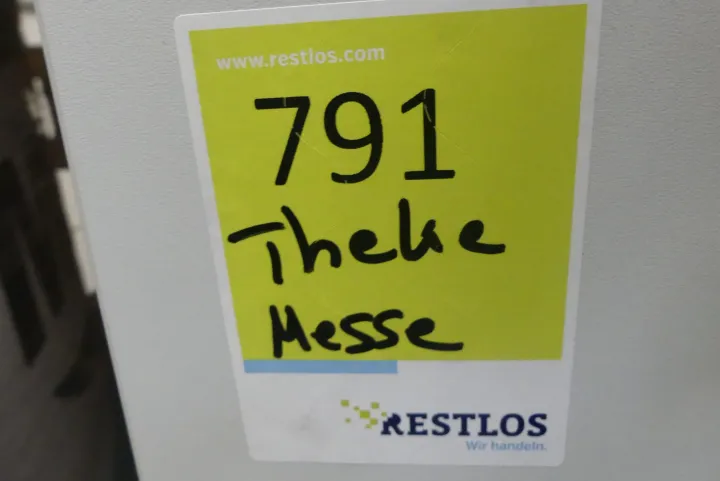 www.restlos.com
791
Theke
Messe
RESTLOS
Wir handeln.